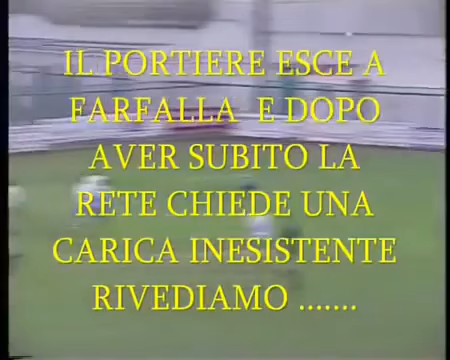 IL PORTIERE ESCE A
FARFALLA E DOPO
AVER SUBITO LA
RETE CHIEDE UNA
CARICA INESISTENTE
RIVEDIAMO .......